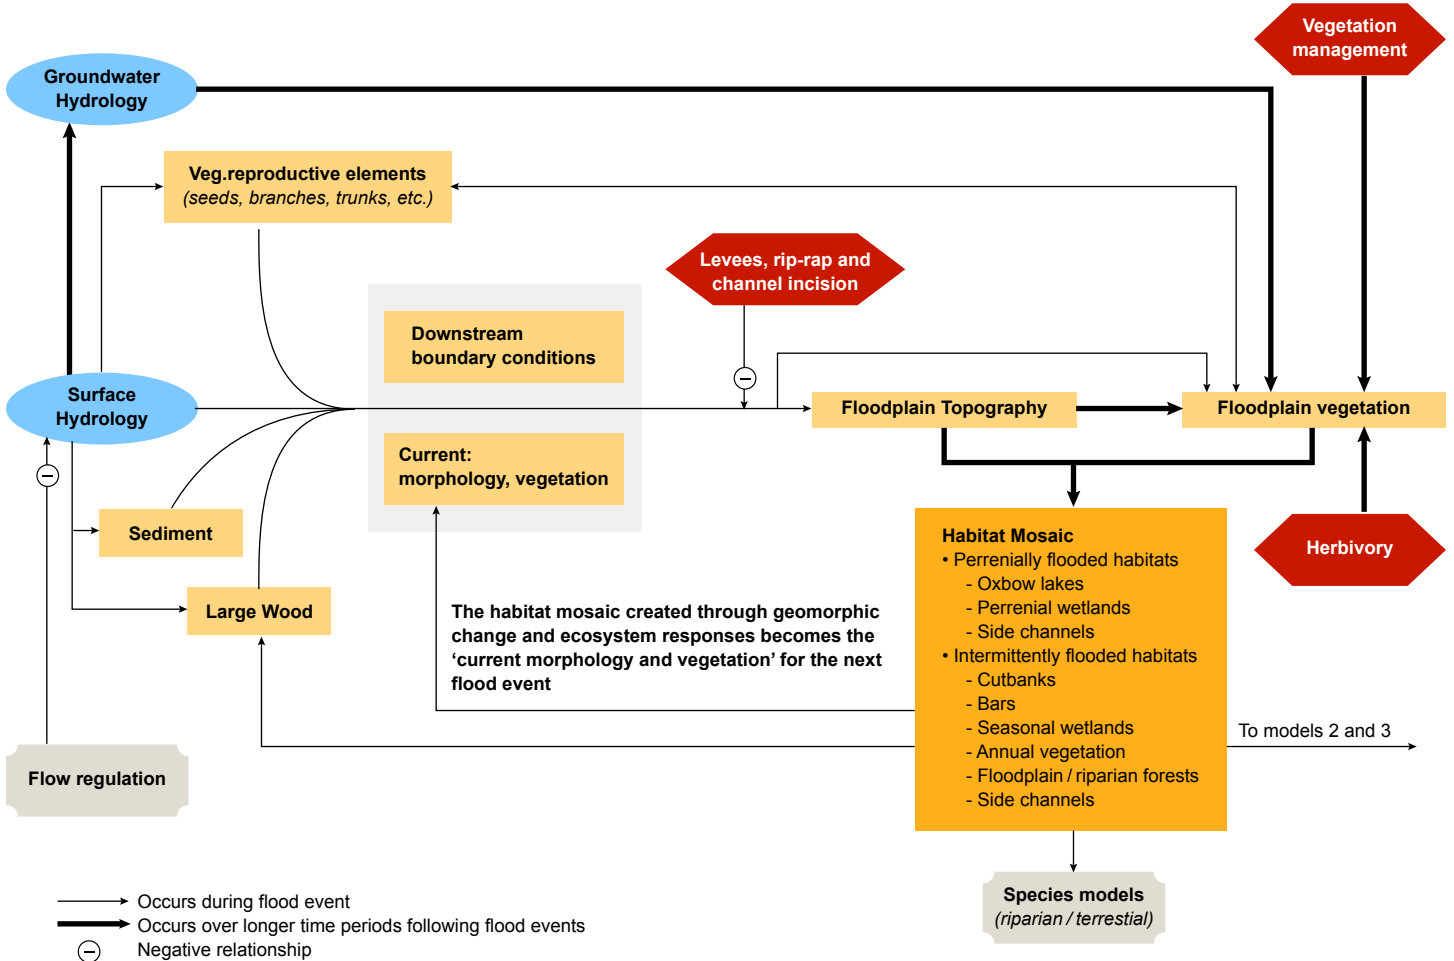 Vegetation
management
Groundwater
Hydrology
Veg.reproductive elements
(seeds, branches, trunks, etc.)
Levees, rip-rap and
channel incision
Downstream
boundary conditions
Surface
Hydrology
Floodplain Topography
Floodplain vegetation
Current:
morphology, vegetation
Sediment
Large Wood
Herbivory
The habitat mosaic created through geomorphic
change and ecosystem responses becomes the
‘current morphology and vegetation’ for the next
flood event
Habitat Mosaic
• Perrenially flooded habitats
- Oxbow lakes
- Perrenial wetlands
- Side channels
• Intermittently flooded habitats
- Cutbanks
- Bars
- Seasonal wetlands
- Annual vegetation
- Floodplain / riparian forests
- Side channels
To models 2 and 3
Flow regulation
Species models
(riparian / terrestial)
Occurs during flood event
Occurs over longer time periods following flood events
Negative relationship